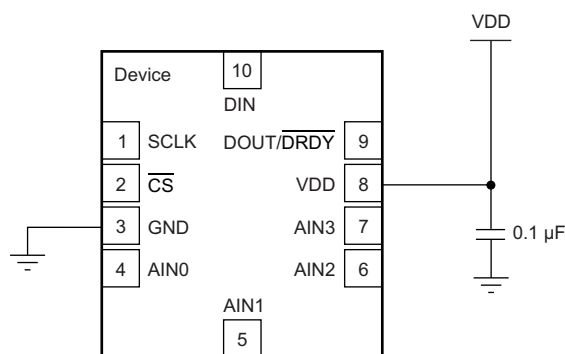 VDD
Device
10
DIN
1 SCLK DOUT/DRDY 9
2 CS VDD 8
3 GND AIN3 7
0.1 µF
4 AIN0 AIN2 6
AIN1
5